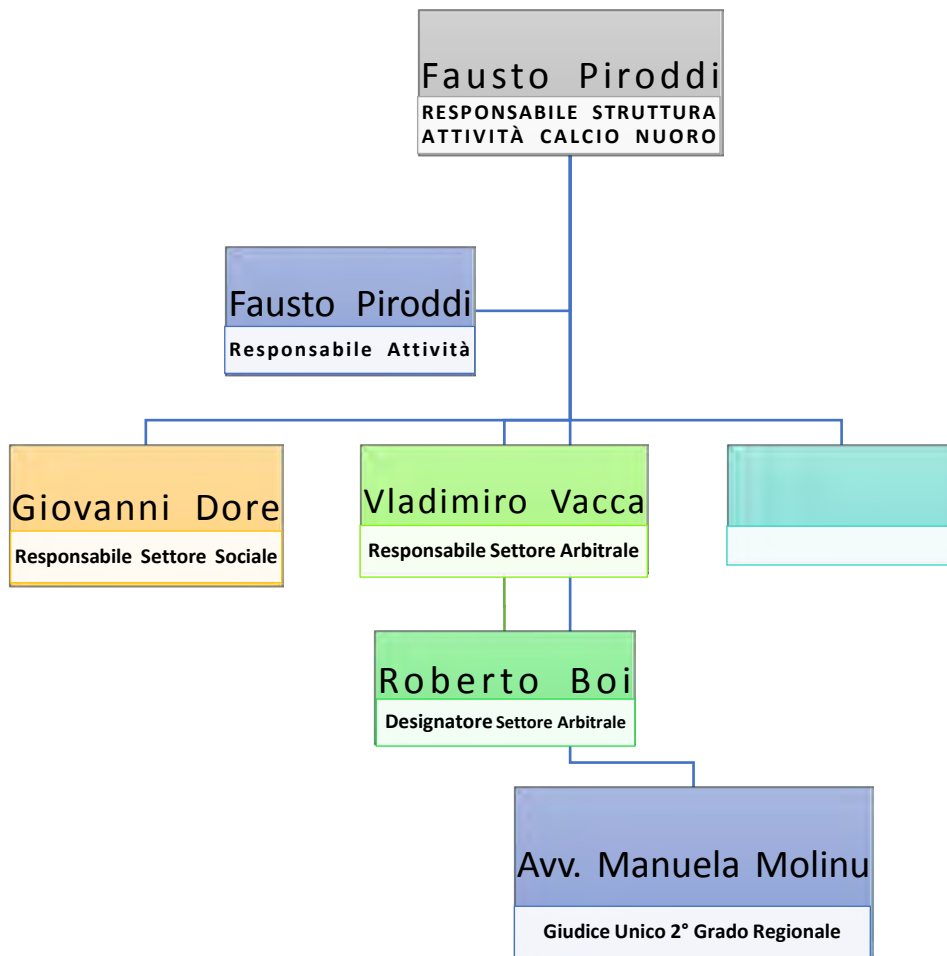 Fausto Piroddi
RESPONSABILE STRUTTURA
ATTIVITÀ CALCIO NUORO
Fausto Piroddi
Responsabile Attività
Giovanni Dore
Responsabile Settore Sociale
Vladimiro Vacca
Responsabile Settore Arbitrale
Roberto Boi
Designatore Settore Arbitrale
Avv. Manuela Molinu
Giudice Unico 2° Grado Regionale